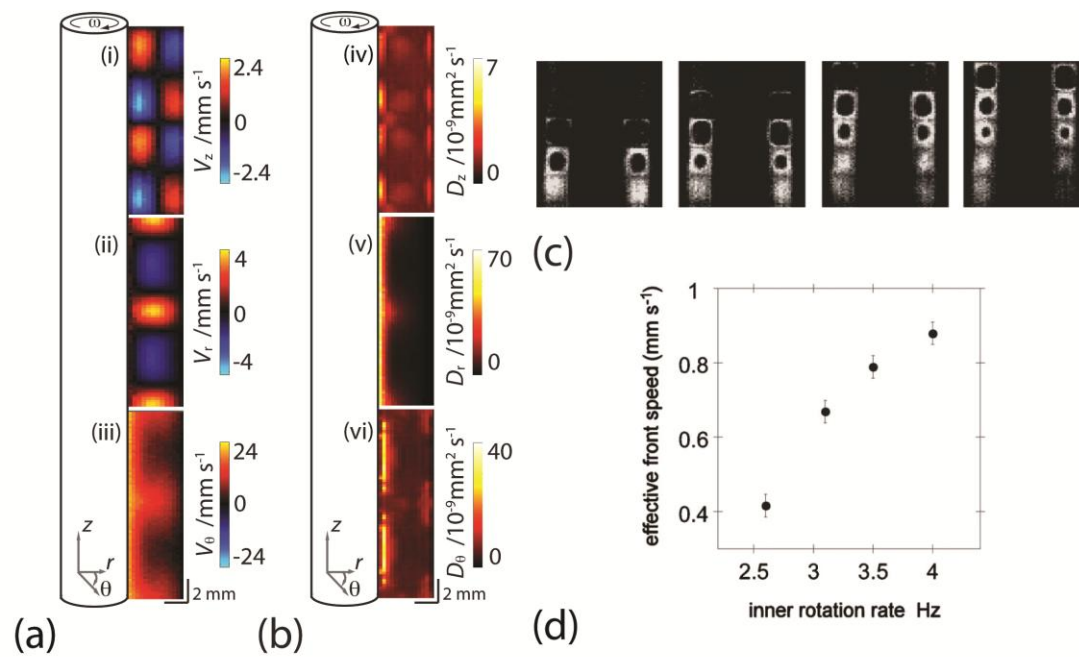 ω
(i)
2.4
0
-2.4
V_z /mm s⁻¹
(ii)
4
0
-4
V_r /mm s⁻¹
(iii)
24
0
-24
V_θ /mm s⁻¹
z
r
θ
2 mm
(a)
ω
(iv)
7
0
D_z /10⁻⁹mm² s⁻¹
(v)
70
0
D_r /10⁻⁹mm² s⁻¹
(vi)
40
0
D_θ /10⁻⁹mm² s⁻¹
z
r
θ
2 mm
(b)
(c)
effective front speed (mm s⁻¹)
1
0.8
0.6
0.4
2.5 3 3.5 4
inner rotation rate Hz
(d)